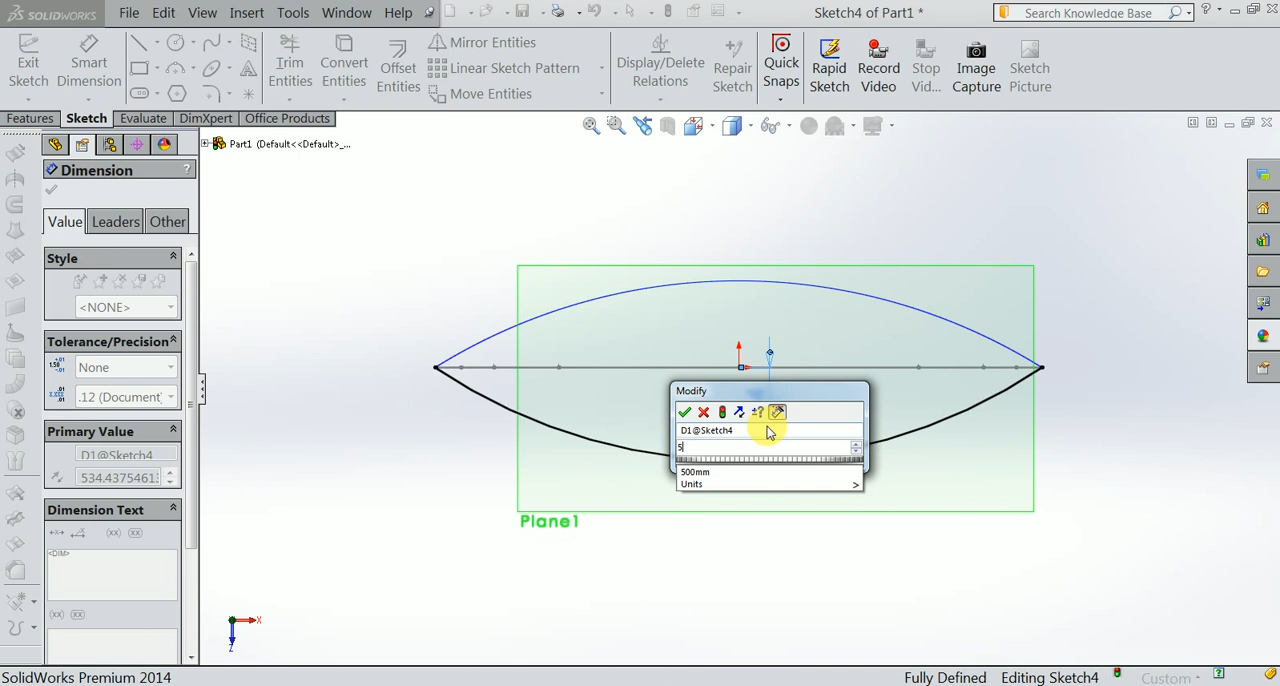 SOLIDWORKS File Edit View Insert Tools Window Help Sketch4 of Part1 * Search Knowledge Base
Exit Sketch
Smart Dimension
Trim Entities
Convert Entities
Offset Entities
Mirror Entities
Linear Sketch Pattern
Move Entities
Display/Delete Relations
Repair Sketch
Quick Snaps
Rapid Sketch
Record Video
Stop Vid...
Image Capture
Sketch Picture
Features Sketch Evaluate DimXpert Office Products
Part1 (Default<<Default>_...
Dimension ?
Value Leaders Other
Style
<NONE>
Tolerance/Precision
None
.12 (Document)
Primary Value
D1@Sketch4
534.4375461
Dimension Text
<DIM>
Modify
D1@Sketch4
5
500mm
Units >
Plane1
X
Z
SolidWorks Premium 2014 Fully Defined Editing Sketch4 Custom